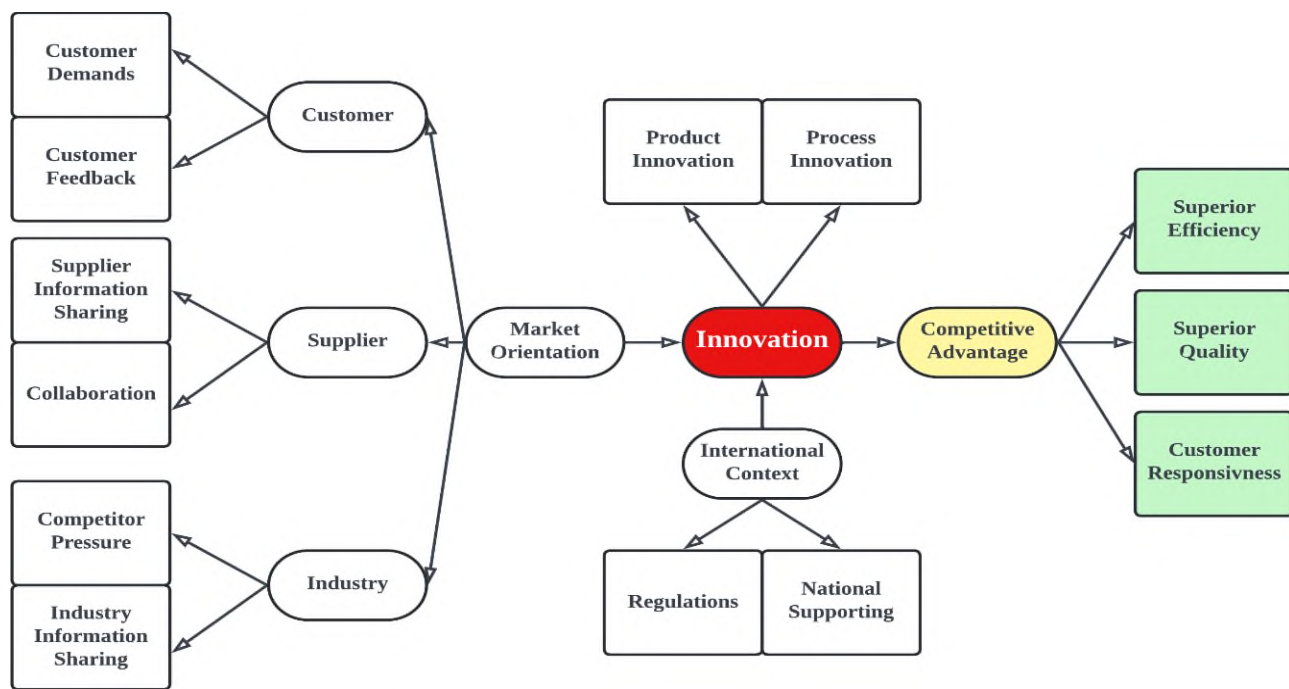 Customer
Demands
Customer
Feedback
Customer
Supplier
Information
Sharing
Collaboration
Supplier
Competitor
Pressure
Industry
Information
Sharing
Industry
Market
Orientation
Product
Innovation
Process
Innovation
Innovation
International
Context
Regulations
National
Supporting
Competitive
Advantage
Superior
Efficiency
Superior
Quality
Customer
Responsivness